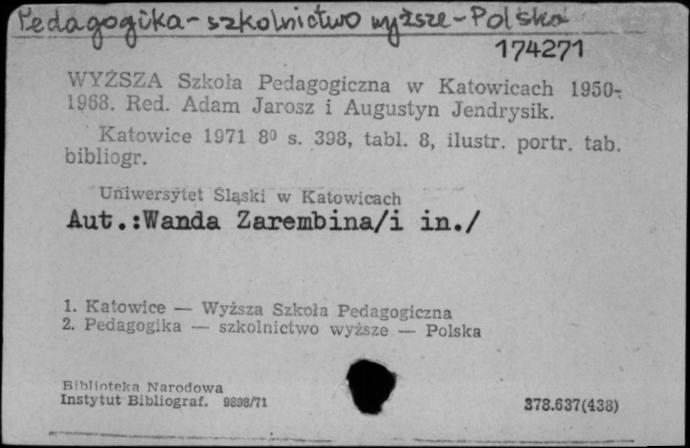 Pedagogika - szkolnictwo wyższe - Polska
174271
WYŻSZA Szkoła Pedagogiczna w Katowicach 1950-
1968. Red. Adam Jarosz i Augustyn Jendrysik.
Katowice 1971 8º s. 398, tabl. 8, ilustr. portr. tab.
bibliogr.
Uniwersytet Śląski w Katowicach
Aut.:Wanda Zarembina/i in./
1. Katowice — Wyższa Szkoła Pedagogiczna
2. Pedagogika — szkolnictwo wyższe — Polska
Biblioteka Narodowa
Instytut Bibliograf. 9898/71
378.637(438)